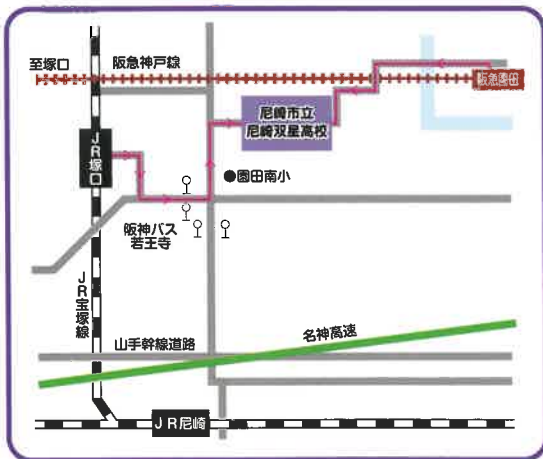 至塚口
阪急神戸線
阪急園田
尼崎市立
尼崎双星高校
JR塚口
●園田南小
阪神バス
若王寺
JR宝塚線
山手幹線道路
名神高速
JR尼崎